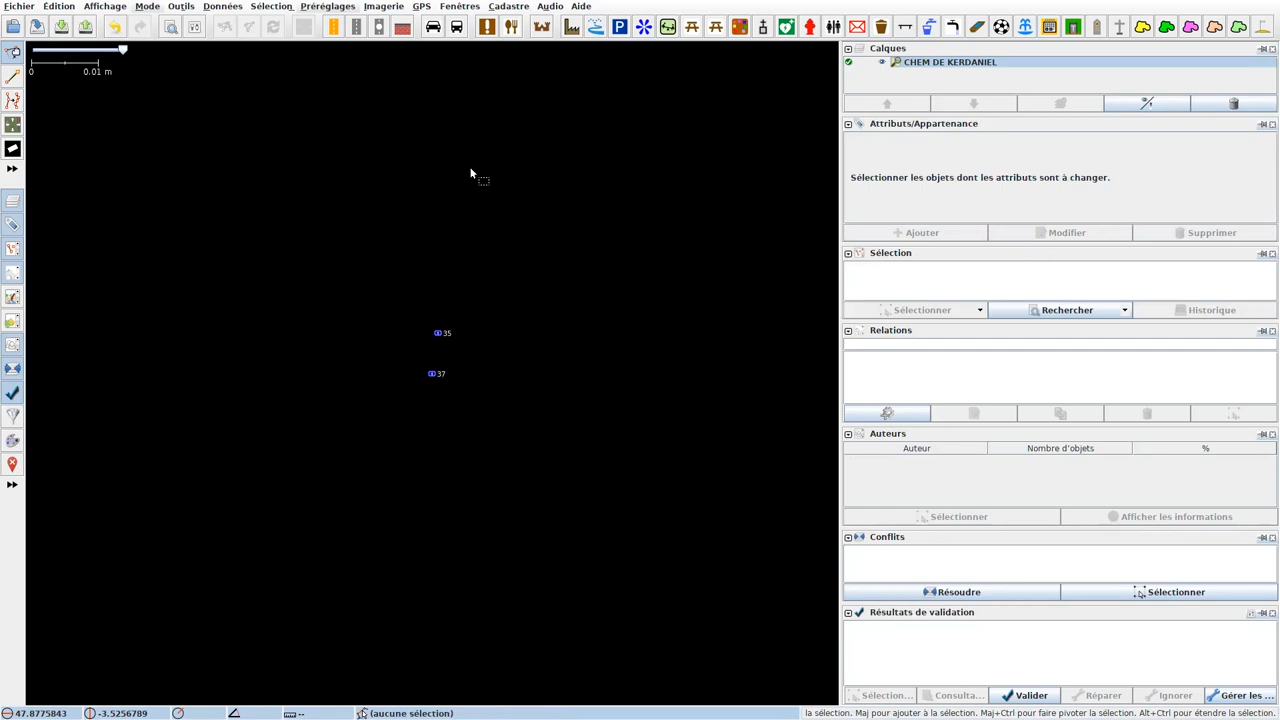 Fichier Édition Affichage Mode Outils Données Sélection Préréglages Imagerie GPS Fenêtres Cadastre Audio Aide
0 0.01 m
35
37
Calques
CHEM DE KERDANIEL
Attributs/Appartenance
Sélectionner les objets dont les attributs sont à changer.
Ajouter Modifier Supprimer
Sélection
Sélectionner Rechercher Historique
Relations
Auteurs
Auteur Nombre d'objets %
Sélectionner Afficher les informations
Conflits
Résoudre Sélectionner
Résultats de validation
Sélection... Consulta... Valider Réparer Ignorer Gérer les ...
47.8775843 -3.5256789 -- (aucune sélection) la sélection. Maj pour ajouter à la sélection. Maj+Ctrl pour faire pivoter la sélection. Alt+Ctrl pour étendre la sélection.